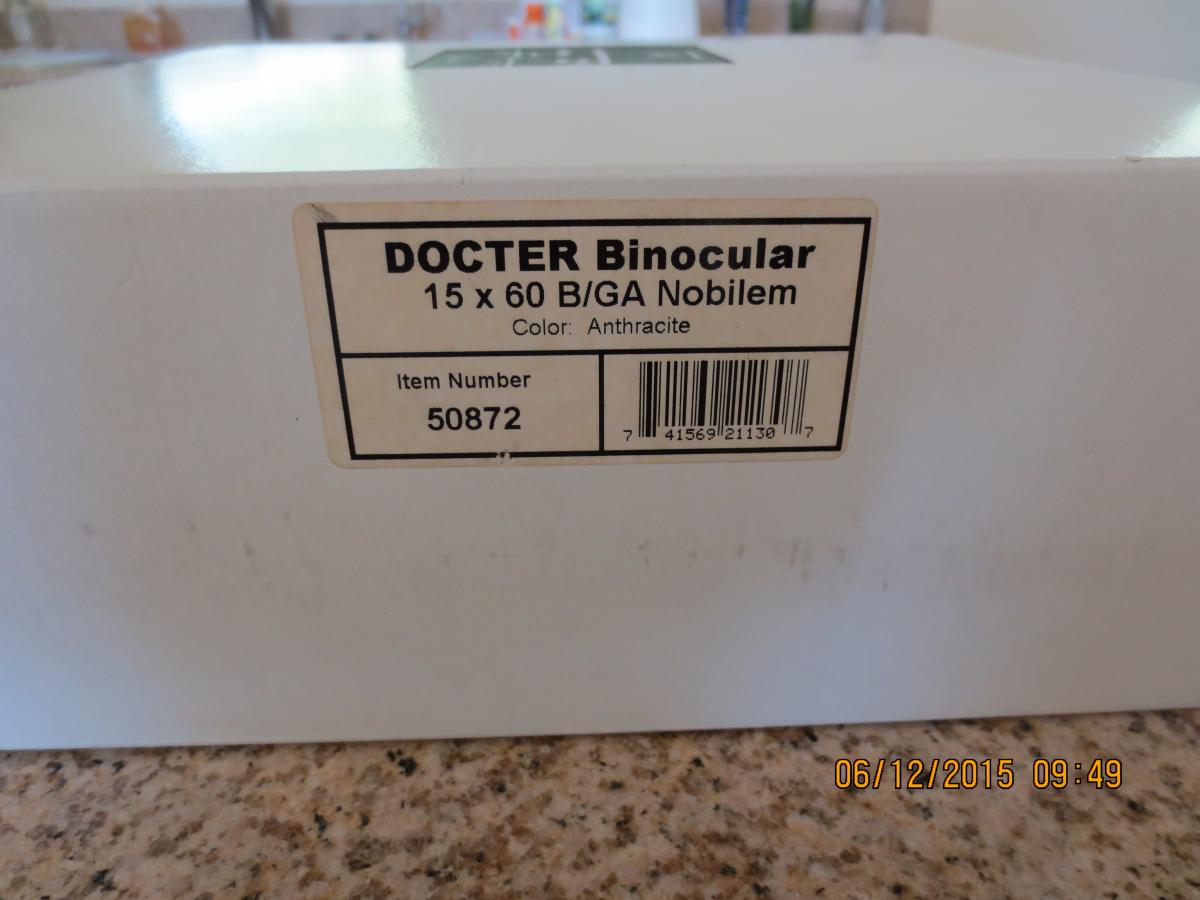 DOCTER Binocular
15 x 60 B/GA Nobilem
Color: Anthracite
Item Number
50872
7 41569 21130 7
06/12/2015 09:49